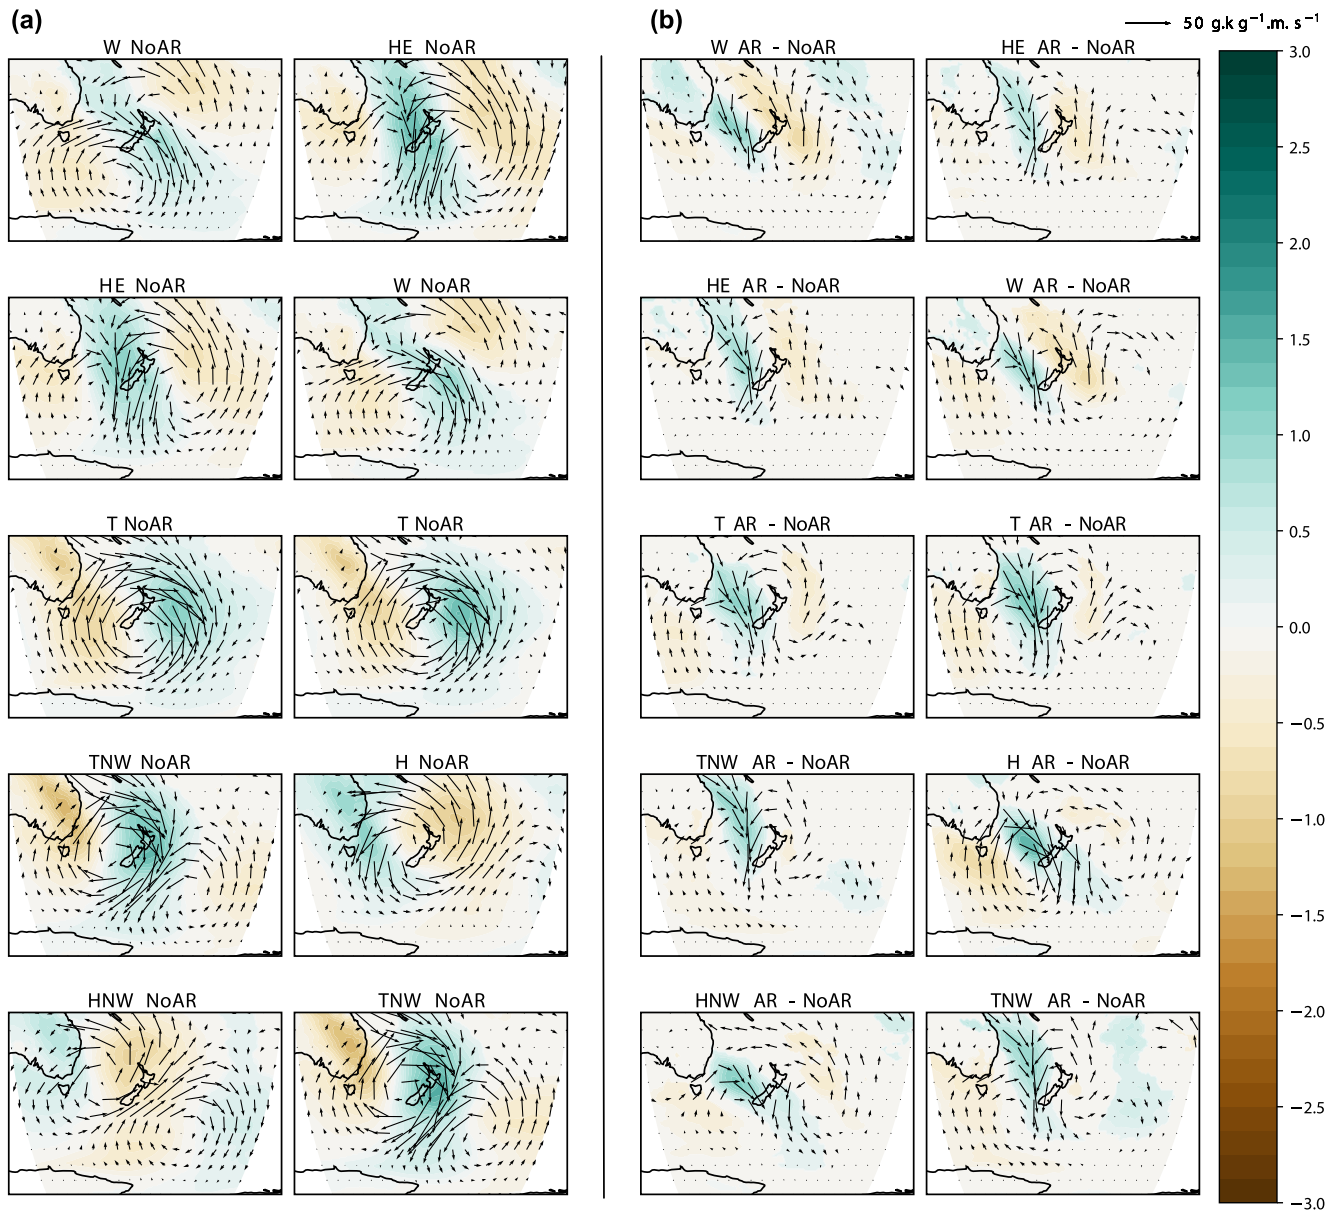 (a)
(b)
50 g.k g⁻¹.m. s⁻¹
W NoAR
HE NoAR
W AR - NoAR
HE AR - NoAR
HE NoAR
W NoAR
HE AR - NoAR
W AR - NoAR
T NoAR
T NoAR
T AR - NoAR
T AR - NoAR
TNW NoAR
H NoAR
TNW AR - NoAR
H AR - NoAR
HNW NoAR
TNW NoAR
HNW AR - NoAR
TNW AR - NoAR
3.0
2.5
2.0
1.5
1.0
0.5
0.0
−0.5
−1.0
−1.5
−2.0
−2.5
−3.0